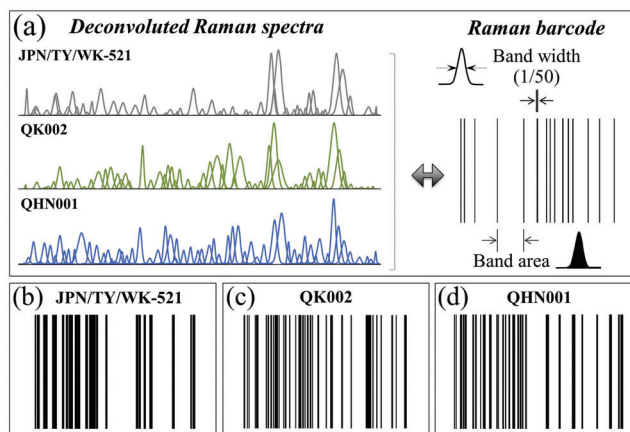 (a) Deconvoluted Raman spectra
Raman barcode
JPN/TY/WK-521
QK002
QHN001
Band width
(1/50)
Band area
(b) JPN/TY/WK-521
(c) QK002
(d) QHN001